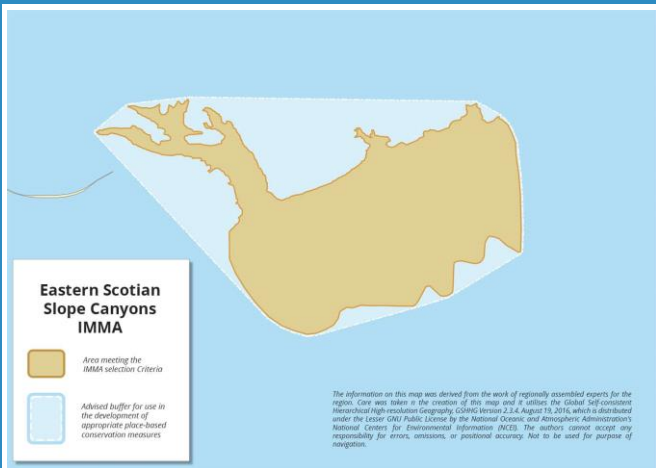 Eastern Scotian
Slope Canyons
IMMA
Area meeting the
IMMA selection Criteria
Advised buffer for use in
the development of
appropriate place-based
conservation measures
The information on this map was derived from the work of regionally assembled experts for the
region. Care was taken n the creation of this map and it utilises the Global Self-consistent
Hierarchical High-resolution Geography, GSHHG Version 2.3.4, August 19, 2016, which is distributed
under the Lesser GNU Public License by the National Oceanic and Atmospheric Administration's
National Centers for Environmental Information (NCEI). The authors cannot accept any
responsibility for errors, omissions, or positional accuracy. Not to be used for purpose of
navigation.